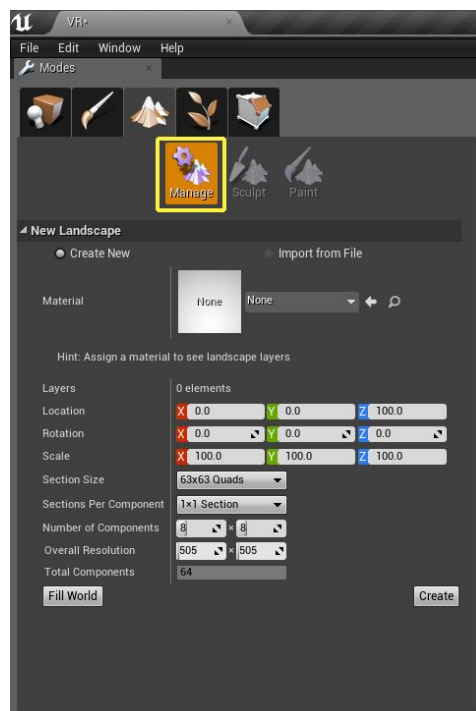 VR*
File Edit Window Help
Modes
Manage Sculpt Paint
New Landscape
Create New Import from File
Material None None
Hint: Assign a material to see landscape layers
Layers 0 elements
Location X 0.0 Y 0.0 Z 100.0
Rotation X 0.0 Y 0.0 Z 0.0
Scale X 100.0 Y 100.0 Z 100.0
Section Size 63x63 Quads
Sections Per Component 1×1 Section
Number of Components 8 × 8
Overall Resolution 505 × 505
Total Components 64
Fill World Create